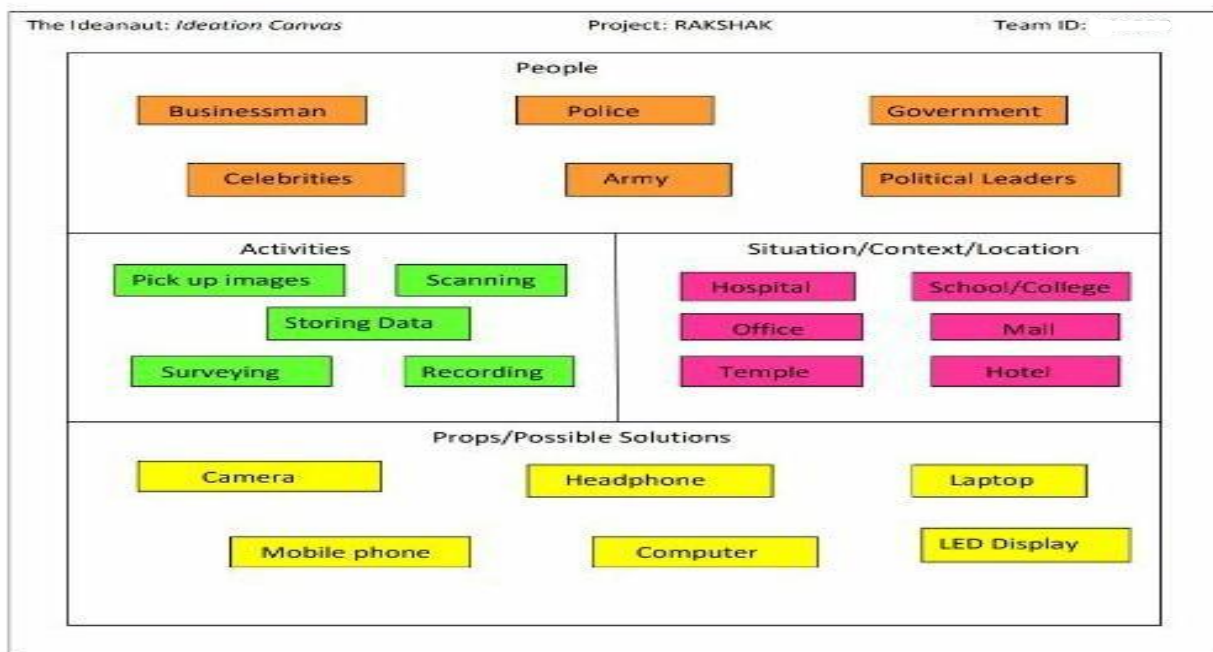 The Ideanaut: Ideation Canvas Project: RAKSHAK Team ID:
People
Businessman Police Government
Celebrities Army Political Leaders
Activities
Pick up images Scanning
Storing Data
Surveying Recording
Situation/Context/Location
Hospital School/College
Office Mall
Temple Hotel
Props/Possible Solutions
Camera Headphone Laptop
Mobile phone Computer LED Display